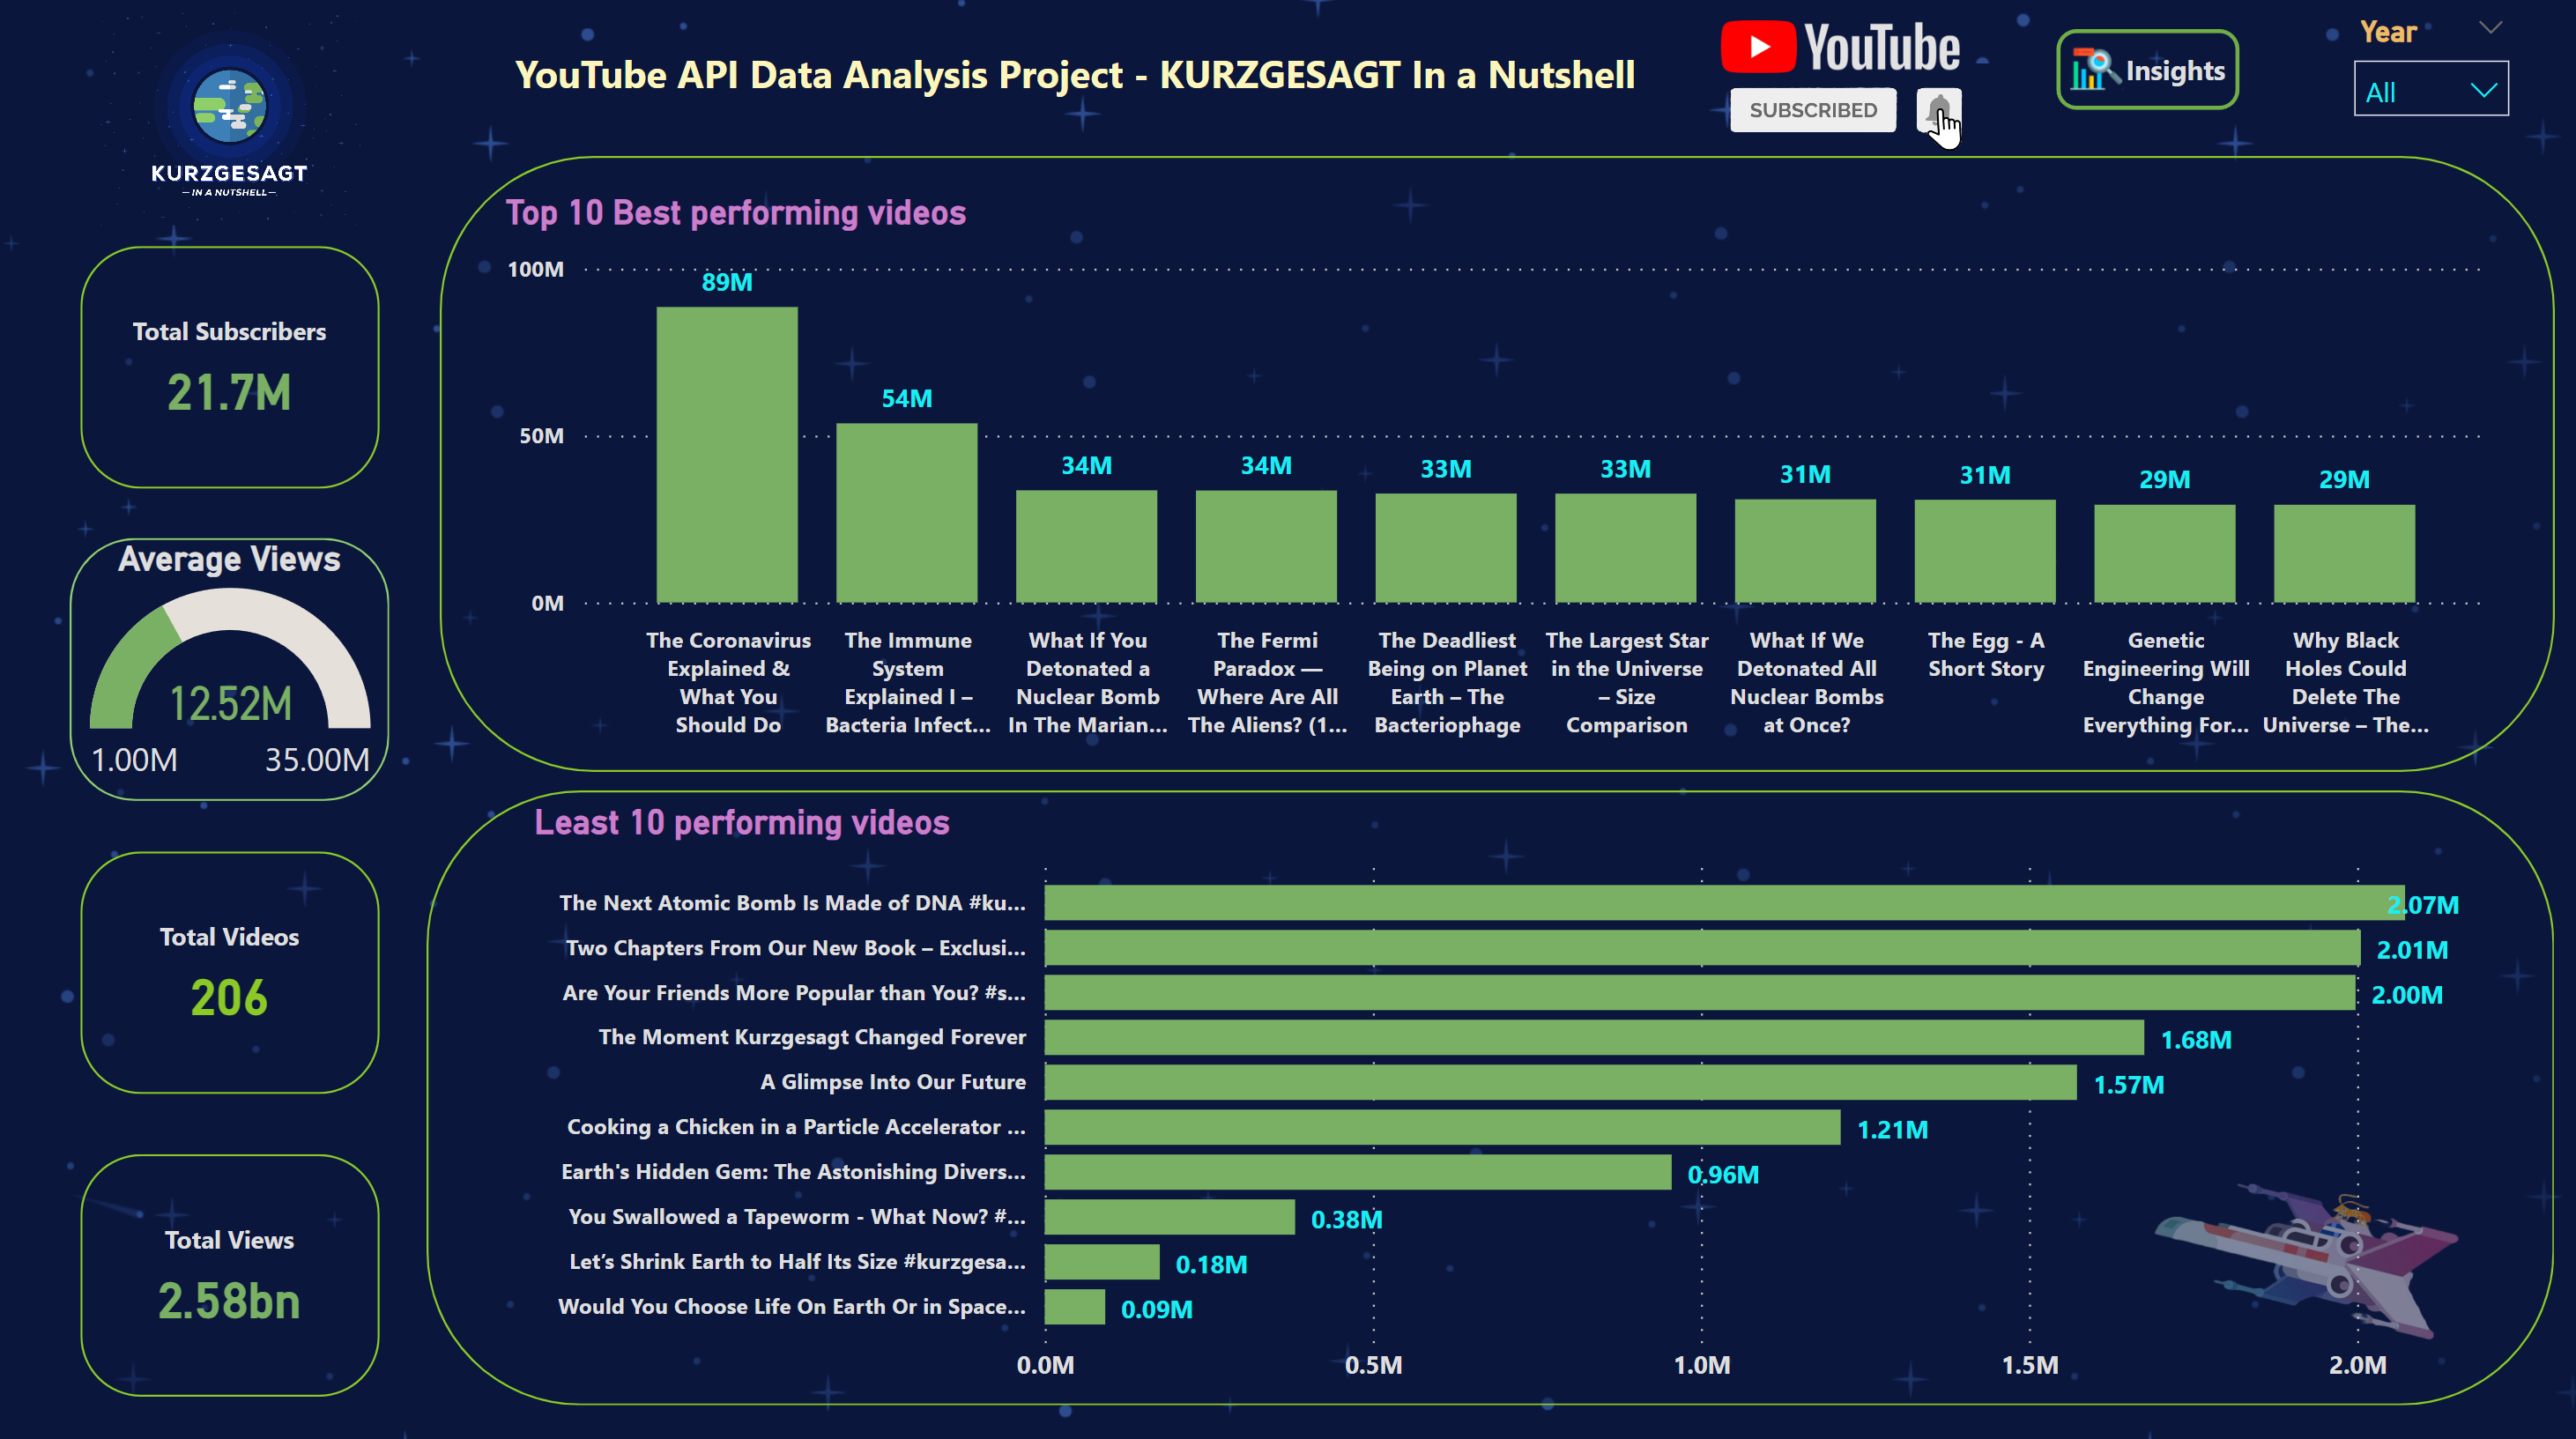 KURZGESAGT
— IN A NUTSHELL —
YouTube API Data Analysis Project - KURZGESAGT In a Nutshell
YouTube
SUBSCRIBED
Insights
Year
All
Total Subscribers
21.7M
Average Views
12.52M
1.00M
35.00M
Total Videos
206
Total Views
2.58bn
Top 10 Best performing videos
100M
50M
0M
89M
54M
34M
34M
33M
33M
31M
31M
29M
29M
The Coronavirus
Explained &
What You
Should Do
The Immune
System
Explained I –
Bacteria Infect...
What If You
Detonated a
Nuclear Bomb
In The Marian...
The Fermi
Paradox —
Where Are All
The Aliens? (1...
The Deadliest
Being on Planet
Earth – The
Bacteriophage
The Largest Star
in the Universe
– Size
Comparison
What If We
Detonated All
Nuclear Bombs
at Once?
The Egg - A
Short Story
Genetic
Engineering Will
Change
Everything For...
Why Black
Holes Could
Delete The
Universe – The...
Least 10 performing videos
The Next Atomic Bomb Is Made of DNA #ku...
2.07M
Two Chapters From Our New Book – Exclusi...
2.01M
Are Your Friends More Popular than You? #s...
2.00M
The Moment Kurzgesagt Changed Forever
1.68M
A Glimpse Into Our Future
1.57M
Cooking a Chicken in a Particle Accelerator ...
1.21M
Earth's Hidden Gem: The Astonishing Divers...
0.96M
You Swallowed a Tapeworm - What Now? #...
0.38M
Let’s Shrink Earth to Half Its Size #kurzgesa...
0.18M
Would You Choose Life On Earth Or in Space...
0.09M
0.0M
0.5M
1.0M
1.5M
2.0M